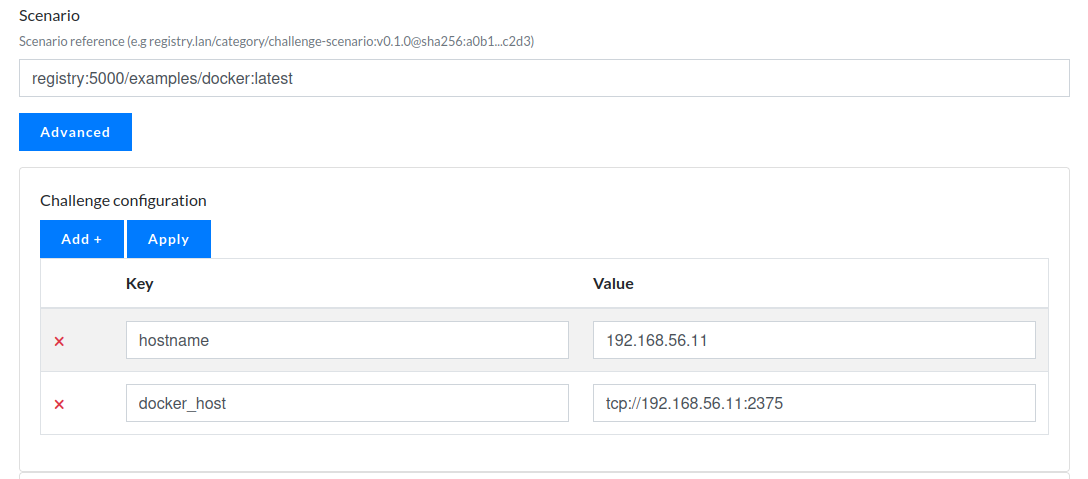 Scenario
Scenario reference (e.g registry.lan/category/challenge-scenario:v0.1.0@sha256:a0b1...c2d3)
registry:5000/examples/docker:latest
Advanced
Challenge configuration
Add + Apply
Key Value
× hostname 192.168.56.11
× docker_host tcp://192.168.56.11:2375